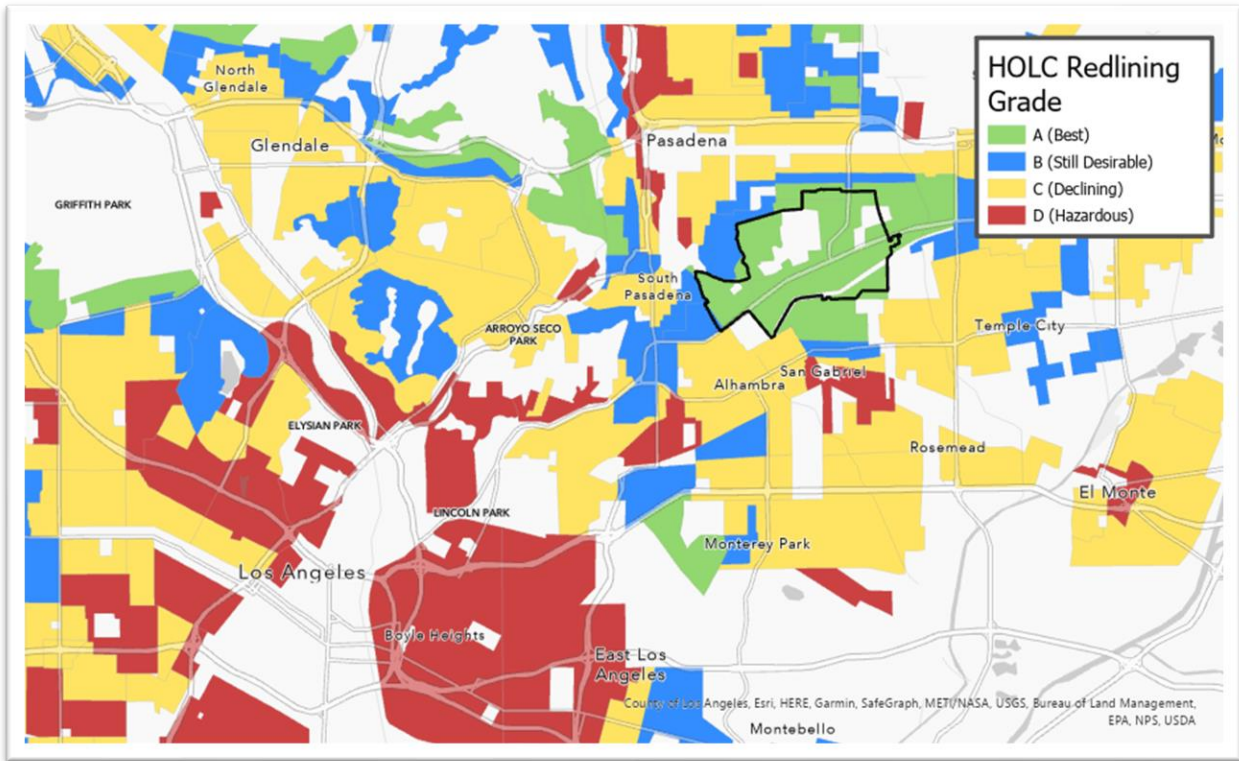 HOLC Redlining
Grade
A (Best)
B (Still Desirable)
C (Declining)
D (Hazardous)
North
Glendale
Glendale
Pasadena
GRIFFITH PARK
South
Pasadena
ARROYO SECO
PARK
Temple City
San Gabriel
Alhambra
ELYSIAN PARK
Rosemead
El Monte
LINCOLN PARK
Monterey Park
Los Angeles
Boyle Heights
East Los
Angeles
County of Los Angeles, Esri, HERE, Garmin, SafeGraph, METI/NASA, USGS, Bureau of Land Management,
EPA, NPS, USDA
Montebello